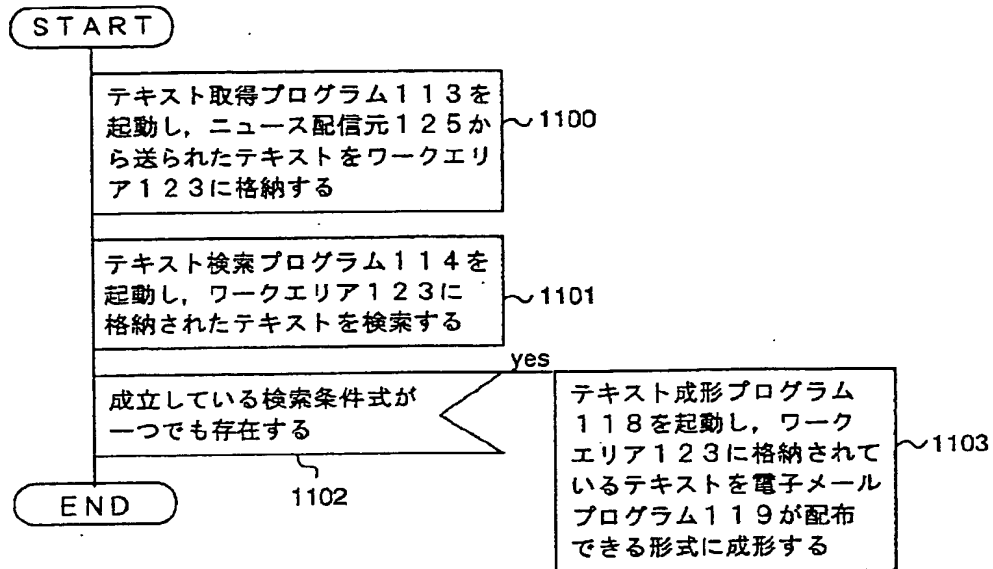 START
テキスト取得プログラム１１３を
起動し，ニュース配信元１２５か
ら送られたテキストをワークエリ
ア１２３に格納する
1100
テキスト検索プログラム１１４を
起動し，ワークエリア１２３に
格納されたテキストを検索する
1101
成立している検索条件式が
一つでも存在する
1102
yes
テキスト成形プログラム
１１８を起動し，ワーク
エリア１２３に格納されて
いるテキストを電子メール
プログラム１１９が配布
できる形式に成形する
1103
END